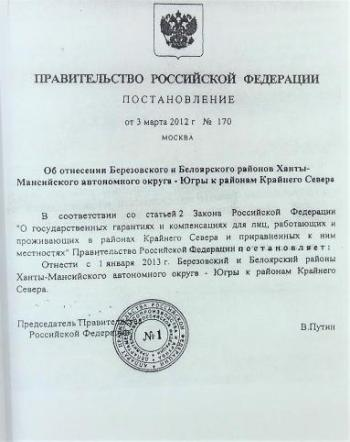 ПРАВИТЕЛЬСТВО РОССИЙСКОЙ ФЕДЕРАЦИИ
ПОСТАНОВЛЕНИЕ
от 3 марта 2012 г № 170
МОСКВА
Об отнесении Березовского и Белоярского районов Ханты-
Мансийского автономного округа - Югры к районам Крайнего Севера
В соответствии со статьей 2 Закона Российской Федерации
"О государственных гарантиях и компенсациях для лиц, работающих и
проживающих в районах Крайнего Севера и приравненных к ним
местностях" Правительство Российской Федерации постановляет:
Отнести с 1 января 2013 г. Березовский и Белоярский районы
Ханты-Мансийского автономного округа - Югры к районам Крайнего
Севера.
Председатель Правительства
Российской Федерации
В.Путин
№1